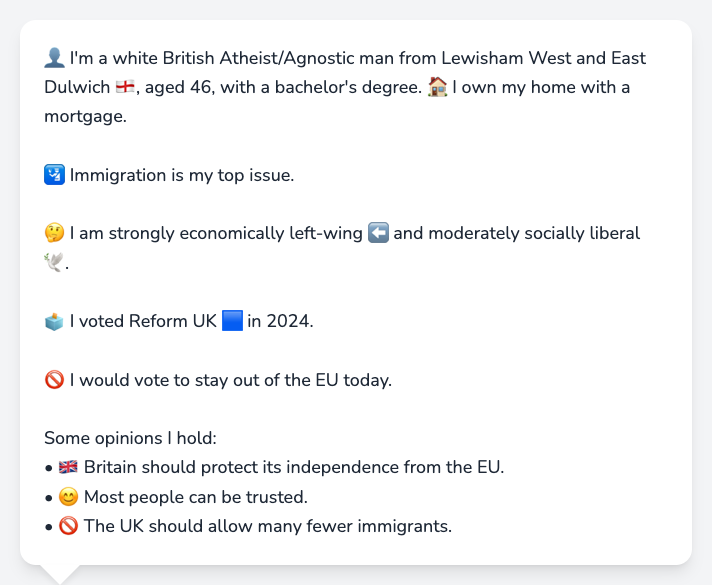 👤 I'm a white British Atheist/Agnostic man from Lewisham West and East
Dulwich 🏴󠁧󠁢󠁥󠁮󠁧󠁿, aged 46, with a bachelor's degree. 🏠 I own my home with a
mortgage.
🛂 Immigration is my top issue.
🤔 I am strongly economically left-wing ⬅️ and moderately socially liberal
🕊️.
🗳️ I voted Reform UK 🟦 in 2024.
🚫 I would vote to stay out of the EU today.
Some opinions I hold:
• 🇬🇧 Britain should protect its independence from the EU.
• 😊 Most people can be trusted.
• 🚫 The UK should allow many fewer immigrants.